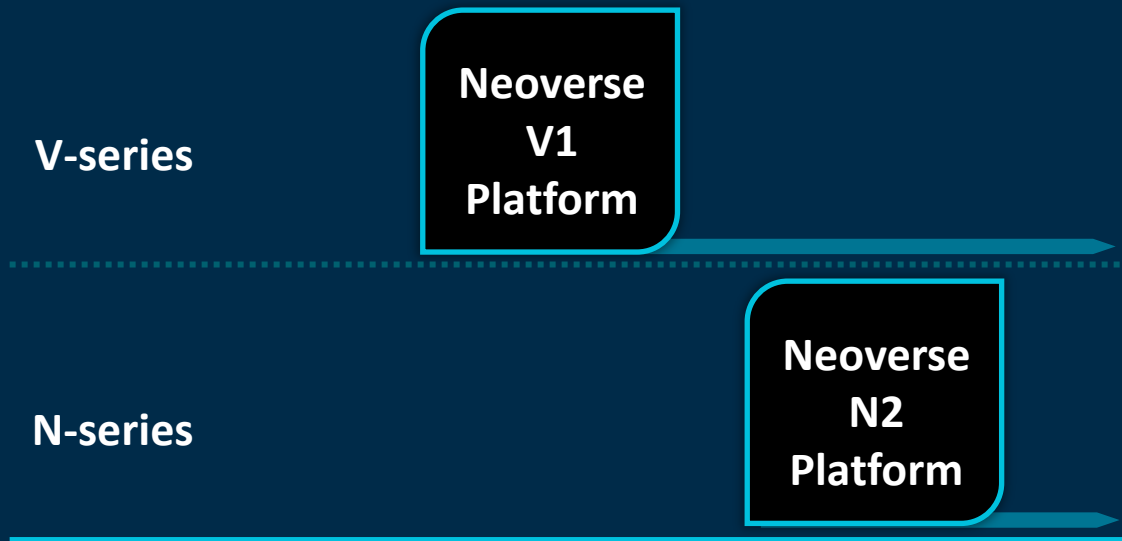 V-series
Neoverse
V1
Platform
N-series
Neoverse
N2
Platform